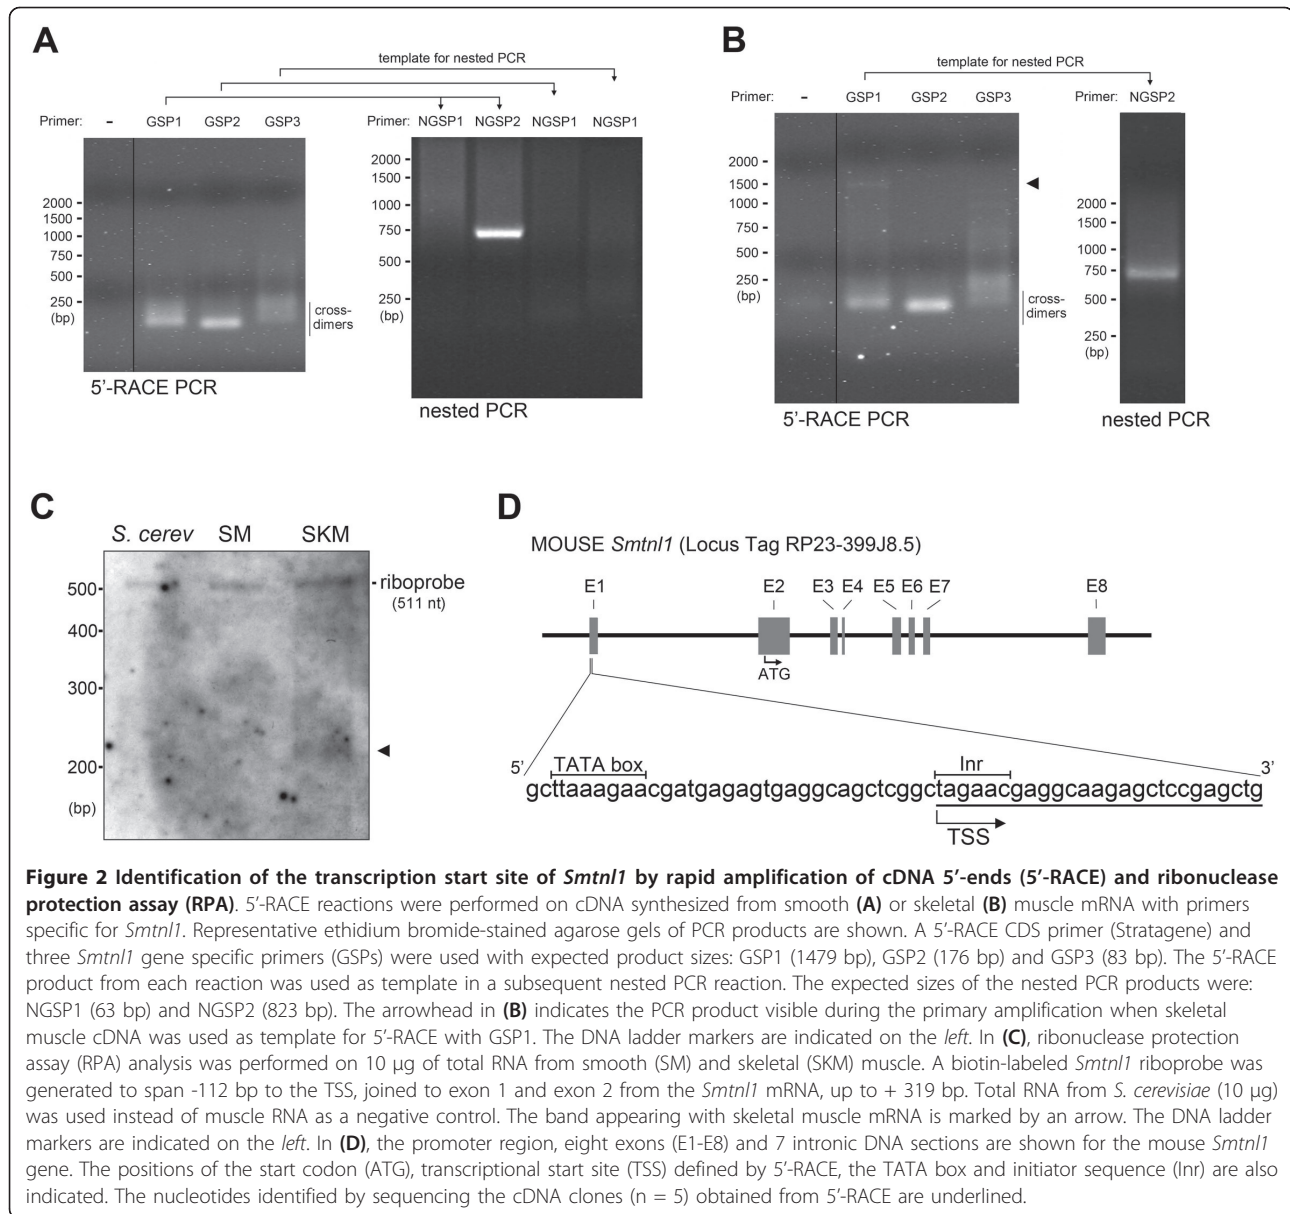 A
template for nested PCR
Primer: - GSP1 GSP2 GSP3
2000
1500
1000
750
500
250
(bp)
cross-
dimers
5'-RACE PCR
Primer: NGSP1 NGSP2 NGSP1 NGSP1
2000
1500
1000
750
500
250
(bp)
nested PCR
B
template for nested PCR
Primer: - GSP1 GSP2 GSP3
2000
1500
1000
750
500
250
(bp)
cross-
dimers
5'-RACE PCR
Primer: NGSP2
2000
1500
1000
750
500
250
(bp)
nested PCR
C
S. cerev SM SKM
500
400
300
200
(bp)
riboprobe
(511 nt)
D
MOUSE Smtnl1 (Locus Tag RP23-399J8.5)
E1 E2 E3 E4 E5 E6 E7 E8
ATG
5' TATA box Inr 3'
gcttaaagaacgatgagagtgaggcagctcggctagaacgaggcaagagctccgagctg
TSS
Figure 2 Identification of the transcription start site of Smtnl1 by rapid amplification of cDNA 5'-ends (5'-RACE) and ribonuclease
protection assay (RPA). 5'-RACE reactions were performed on cDNA synthesized from smooth (A) or skeletal (B) muscle mRNA with primers
specific for Smtnl1. Representative ethidium bromide-stained agarose gels of PCR products are shown. A 5'-RACE CDS primer (Stratagene) and
three Smtnl1 gene specific primers (GSPs) were used with expected product sizes: GSP1 (1479 bp), GSP2 (176 bp) and GSP3 (83 bp). The 5'-RACE
product from each reaction was used as template in a subsequent nested PCR reaction. The expected sizes of the nested PCR products were:
NGSP1 (63 bp) and NGSP2 (823 bp). The arrowhead in (B) indicates the PCR product visible during the primary amplification when skeletal
muscle cDNA was used as template for 5'-RACE with GSP1. The DNA ladder markers are indicated on the left. In (C), ribonuclease protection
assay (RPA) analysis was performed on 10 μg of total RNA from smooth (SM) and skeletal (SKM) muscle. A biotin-labeled Smtnl1 riboprobe was
generated to span -112 bp to the TSS, joined to exon 1 and exon 2 from the Smtnl1 mRNA, up to + 319 bp. Total RNA from S. cerevisiae (10 μg)
was used instead of muscle RNA as a negative control. The band appearing with skeletal muscle mRNA is marked by an arrow. The DNA ladder
markers are indicated on the left. In (D), the promoter region, eight exons (E1-E8) and 7 intronic DNA sections are shown for the mouse Smtnl1
gene. The positions of the start codon (ATG), transcriptional start site (TSS) defined by 5'-RACE, the TATA box and initiator sequence (Inr) are also
indicated. The nucleotides identified by sequencing the cDNA clones (n = 5) obtained from 5'-RACE are underlined.